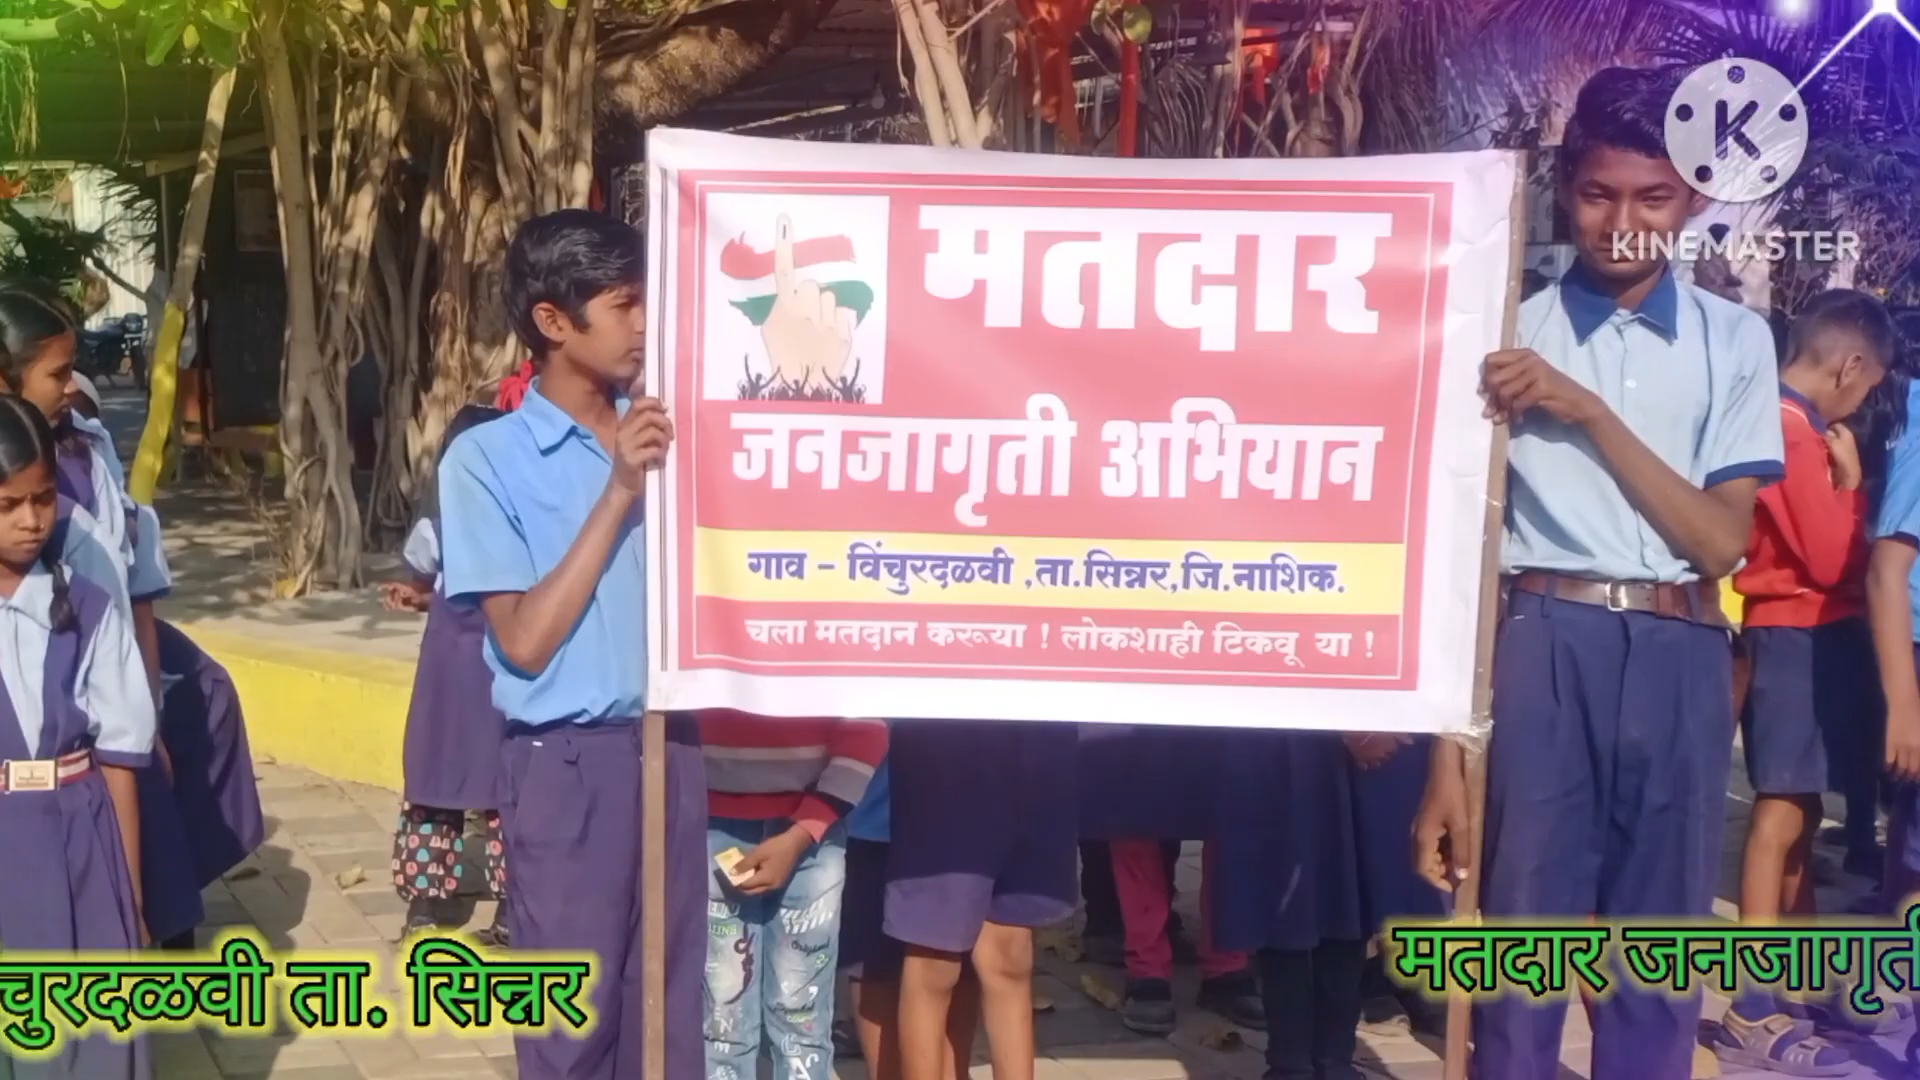 K
KINEMASTER
मतदार
जनजागृती अभियान
गाव - विंचुरदळवी ,ता.सिन्नर,जि.नाशिक.
चला मतदान करूया ! लोकशाही टिकवू या !
चुरदळवी ता. सिन्नर
मतदार जनजागृती